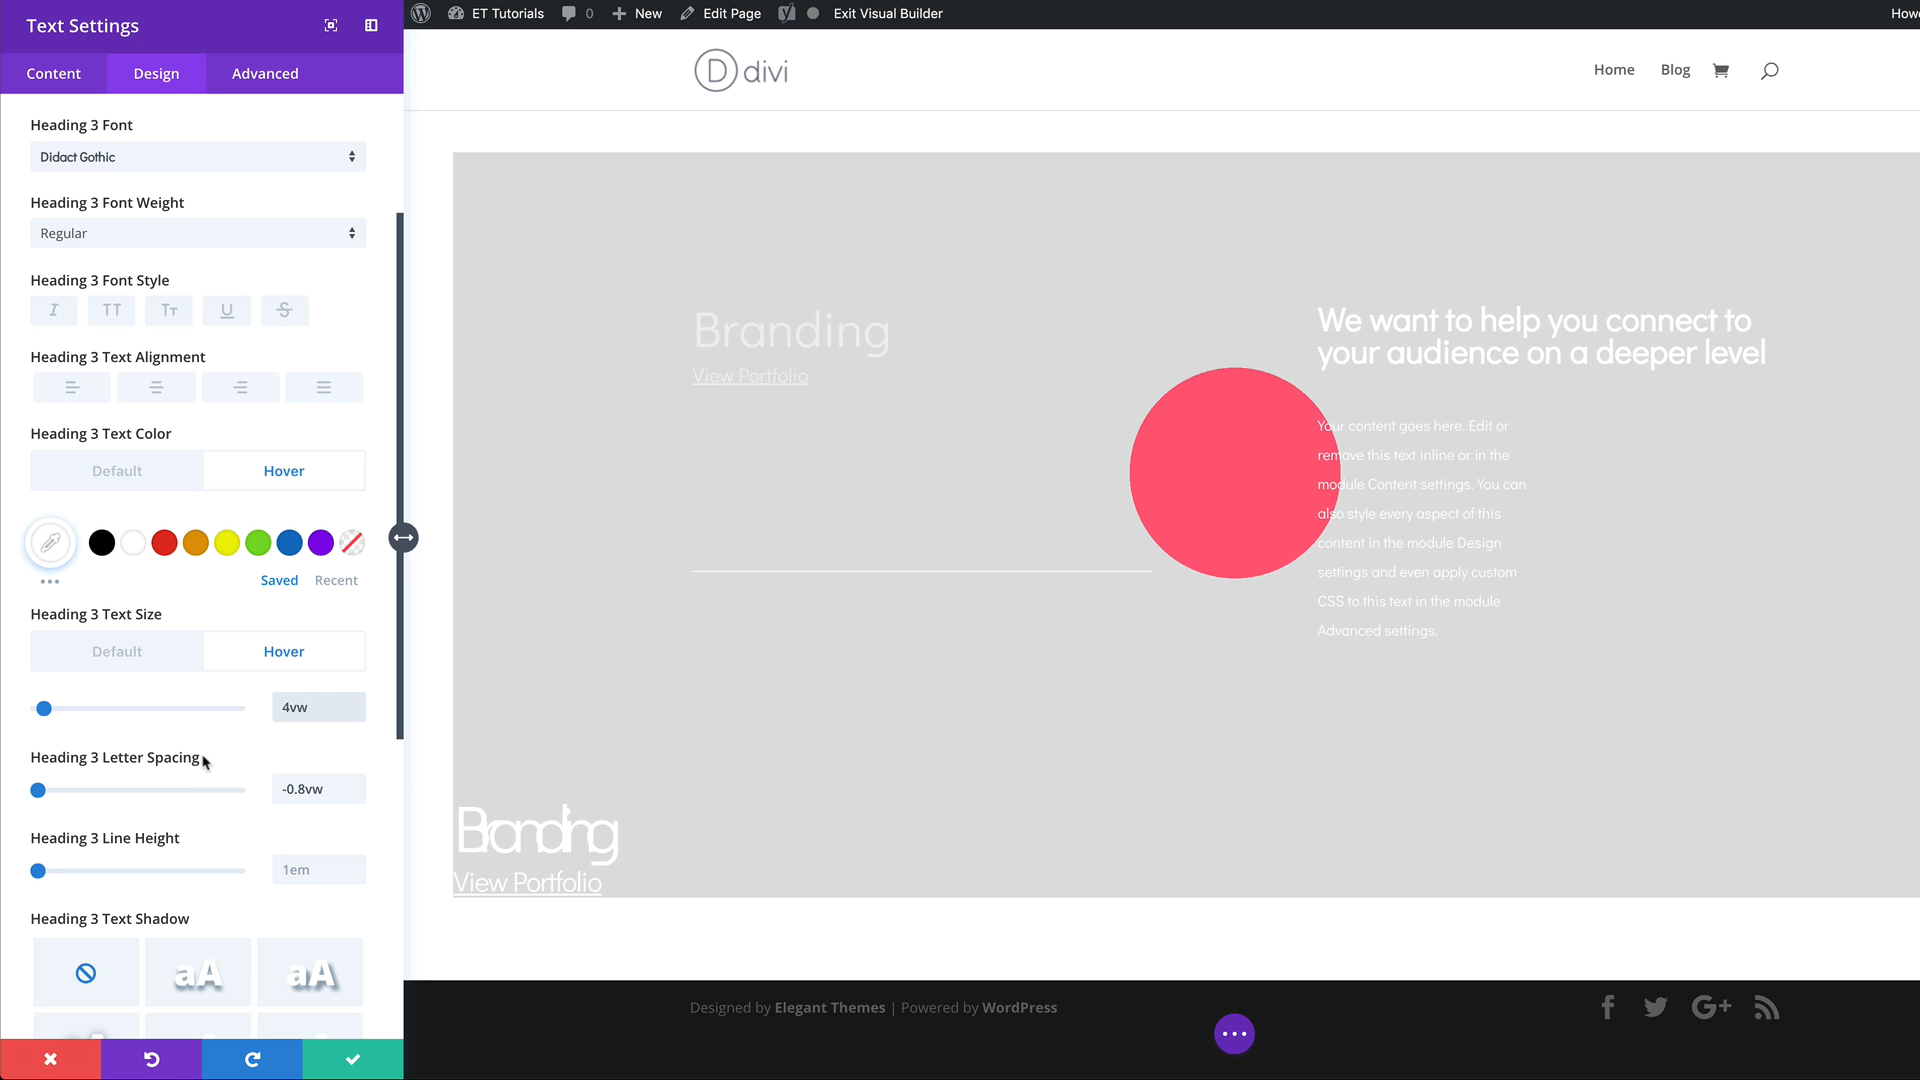 Text Settings
Content Design Advanced
Heading 3 Font
Didact Gothic
Heading 3 Font Weight
Regular
Heading 3 Font Style
I TT Tт U S
Heading 3 Text Alignment
Heading 3 Text Color
Default Hover
Saved Recent
Heading 3 Text Size
Default Hover
4vw
Heading 3 Letter Spacing
-0.8vw
Heading 3 Line Height
1em
Heading 3 Text Shadow
aA aA
ET Tutorials 0 New Edit Page Exit Visual Builder
D divi
Home Blog
Branding
View Portfolio
We want to help you connect to
your audience on a deeper level
Your content goes here. Edit or
remove this text inline or in the
module Content settings. You can
also style every aspect of this
content in the module Design
settings and even apply custom
CSS to this text in the module
Advanced settings.
Branding
View Portfolio
Designed by Elegant Themes | Powered by WordPress
G+